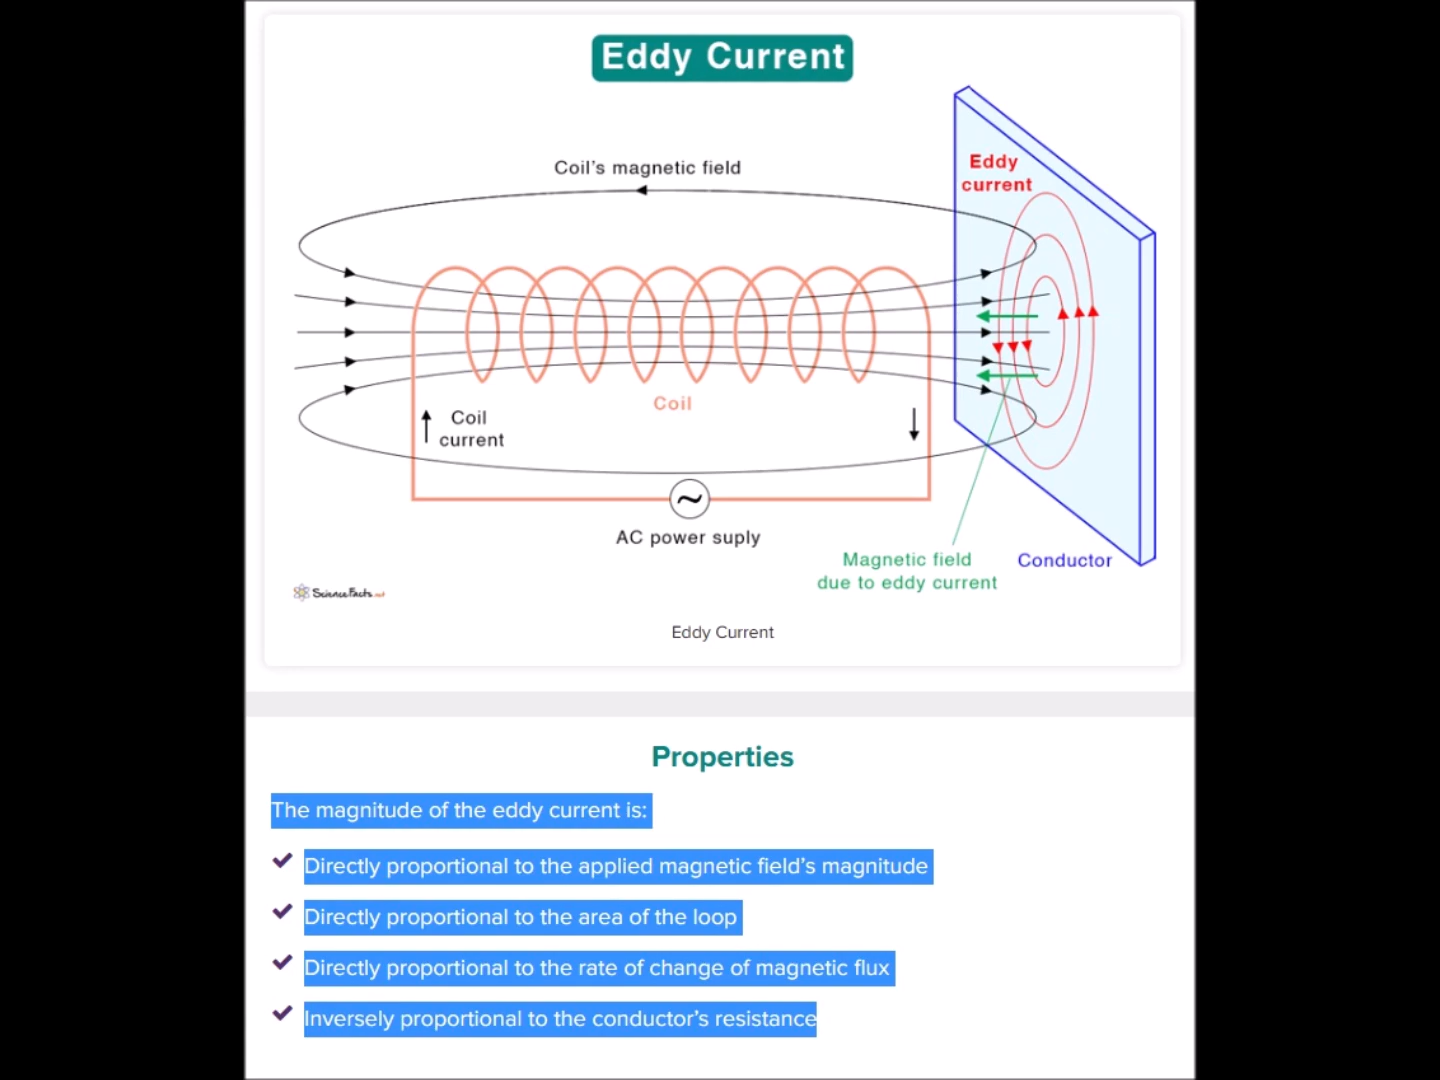 Eddy Current
Coil's magnetic field
Eddy
current
Coil
Coil
current
~
AC power suply
Magnetic field
due to eddy current
Conductor
ScienceFacts.net
Eddy Current
Properties
The magnitude of the eddy current is:
Directly proportional to the applied magnetic field's magnitude
Directly proportional to the area of the loop
Directly proportional to the rate of change of magnetic flux
Inversely proportional to the conductor's resistance